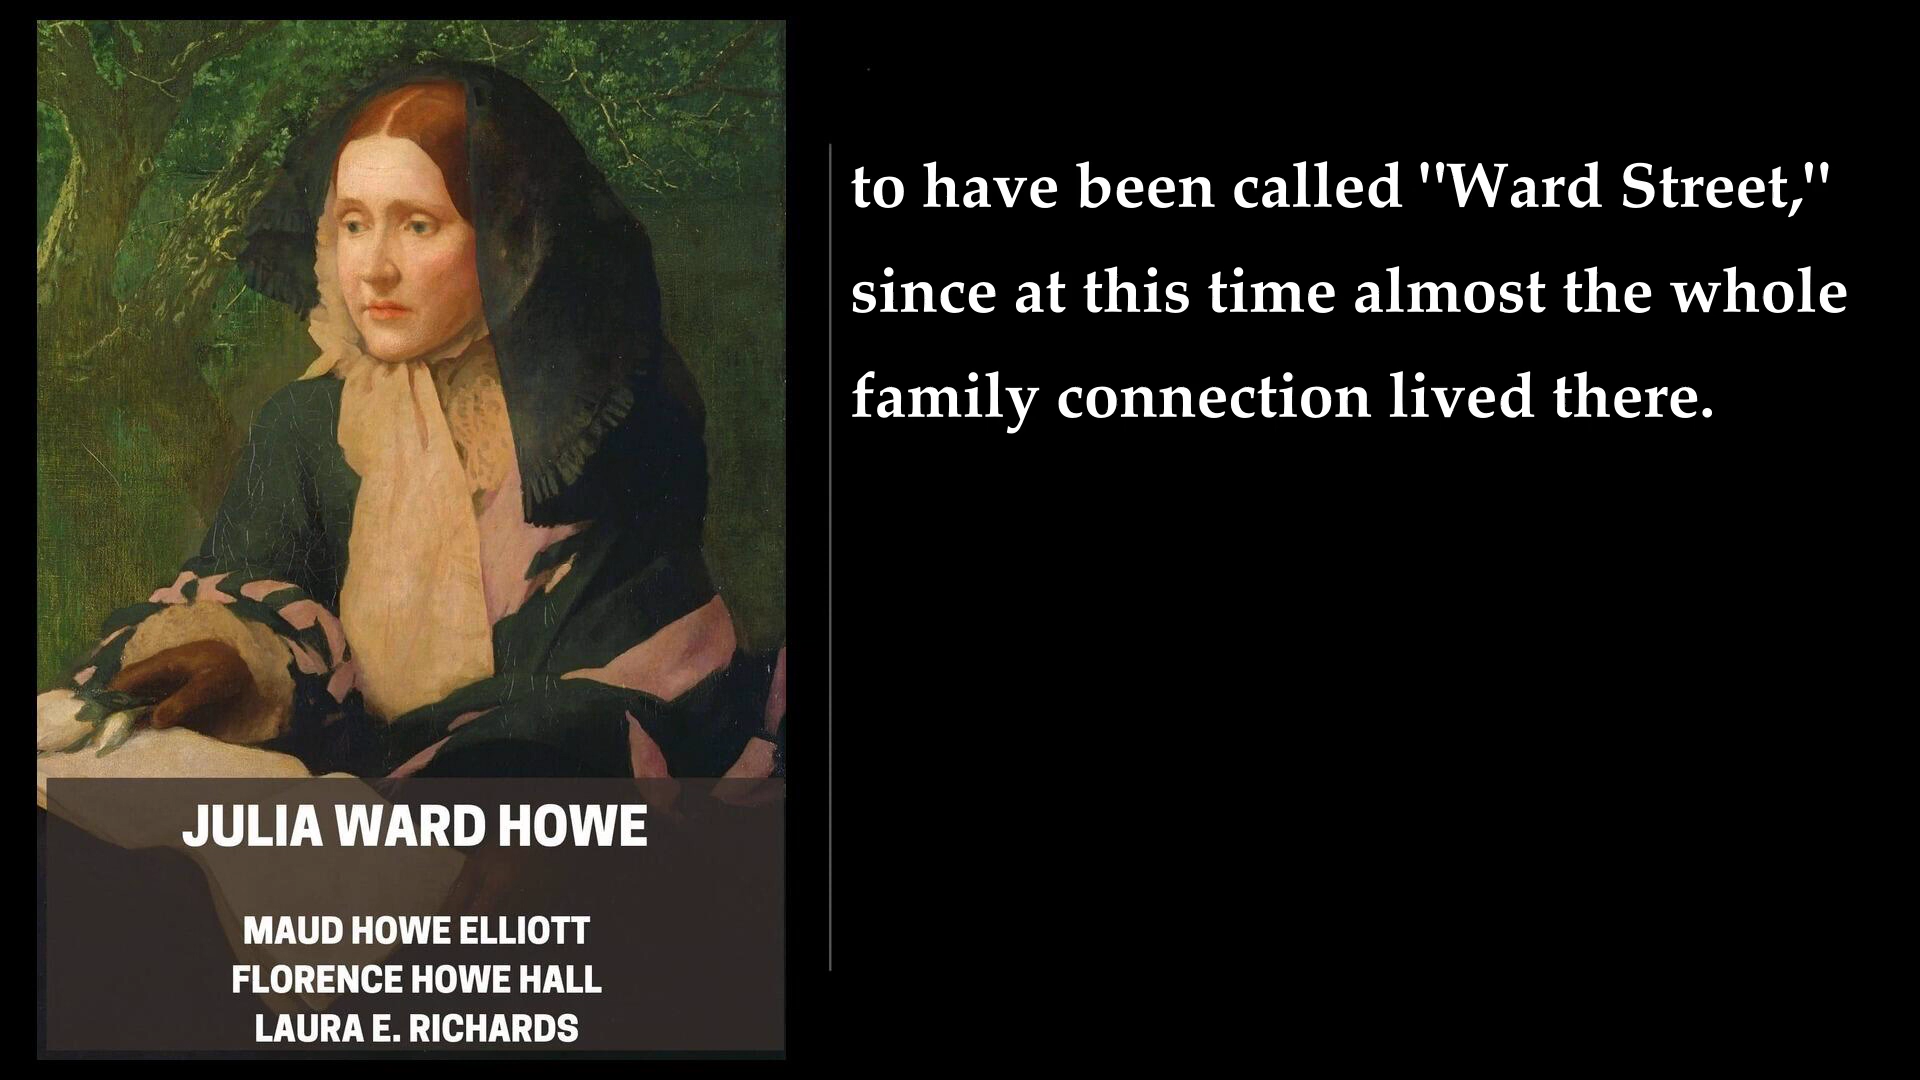 to have been called "Ward Street,"
since at this time almost the whole
family connection lived there.
JULIA WARD HOWE
MAUD HOWE ELLIOTT
FLORENCE HOWE HALL
LAURA E. RICHARDS